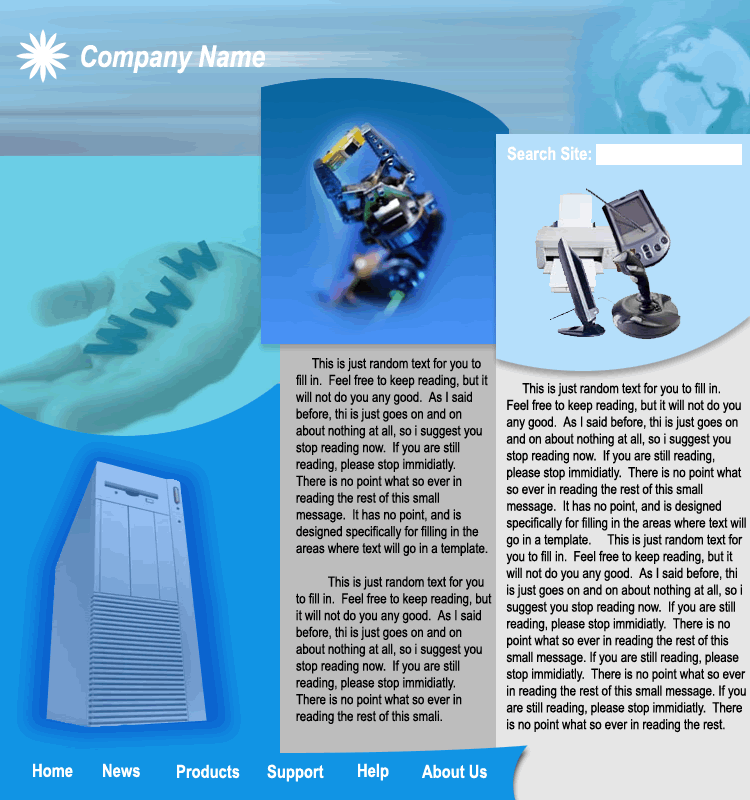 Company Name
Search Site:
WWW
This is just random text for you to
fill in. Feel free to keep reading, but it
will not do you any good. As I said
before, thi is just goes on and on
about nothing at all, so i suggest you
stop reading now. If you are still
reading, please stop immidiatly.
There is no point what so ever in
reading the rest of this small
message. It has no point, and is
designed specifically for filling in the
areas where text will go in a template.
This is just random text for you
to fill in. Feel free to keep reading, but
it will not do you any good. As I said
before, thi is just goes on and on
about nothing at all, so i suggest you
stop reading now. If you are still
reading, please stop immidiatly.
There is no point what so ever in
reading the rest of this smali.
This is just random text for you to fill in.
Feel free to keep reading, but it will not do you
any good. As I said before, thi is just goes on
and on about nothing at all, so i suggest you
stop reading now. If you are still reading,
please stop immidiatly. There is no point what
so ever in reading the rest of this small
message. It has no point, and is designed
specifically for filling in the areas where text will
go in a template. This is just random text for
you to fill in. Feel free to keep reading, but it
will not do you any good. As I said before, thi
is just goes on and on about nothing at all, so i
suggest you stop reading now. If you are still
reading, please stop immidiatly. There is no
point what so ever in reading the rest of this
small message. If you are still reading, please
stop immidiatly. There is no point what so ever
in reading the rest of this small message. If you
are still reading, please stop immidiatly. There
is no point what so ever in reading the rest.
Home News Products Support Help About Us